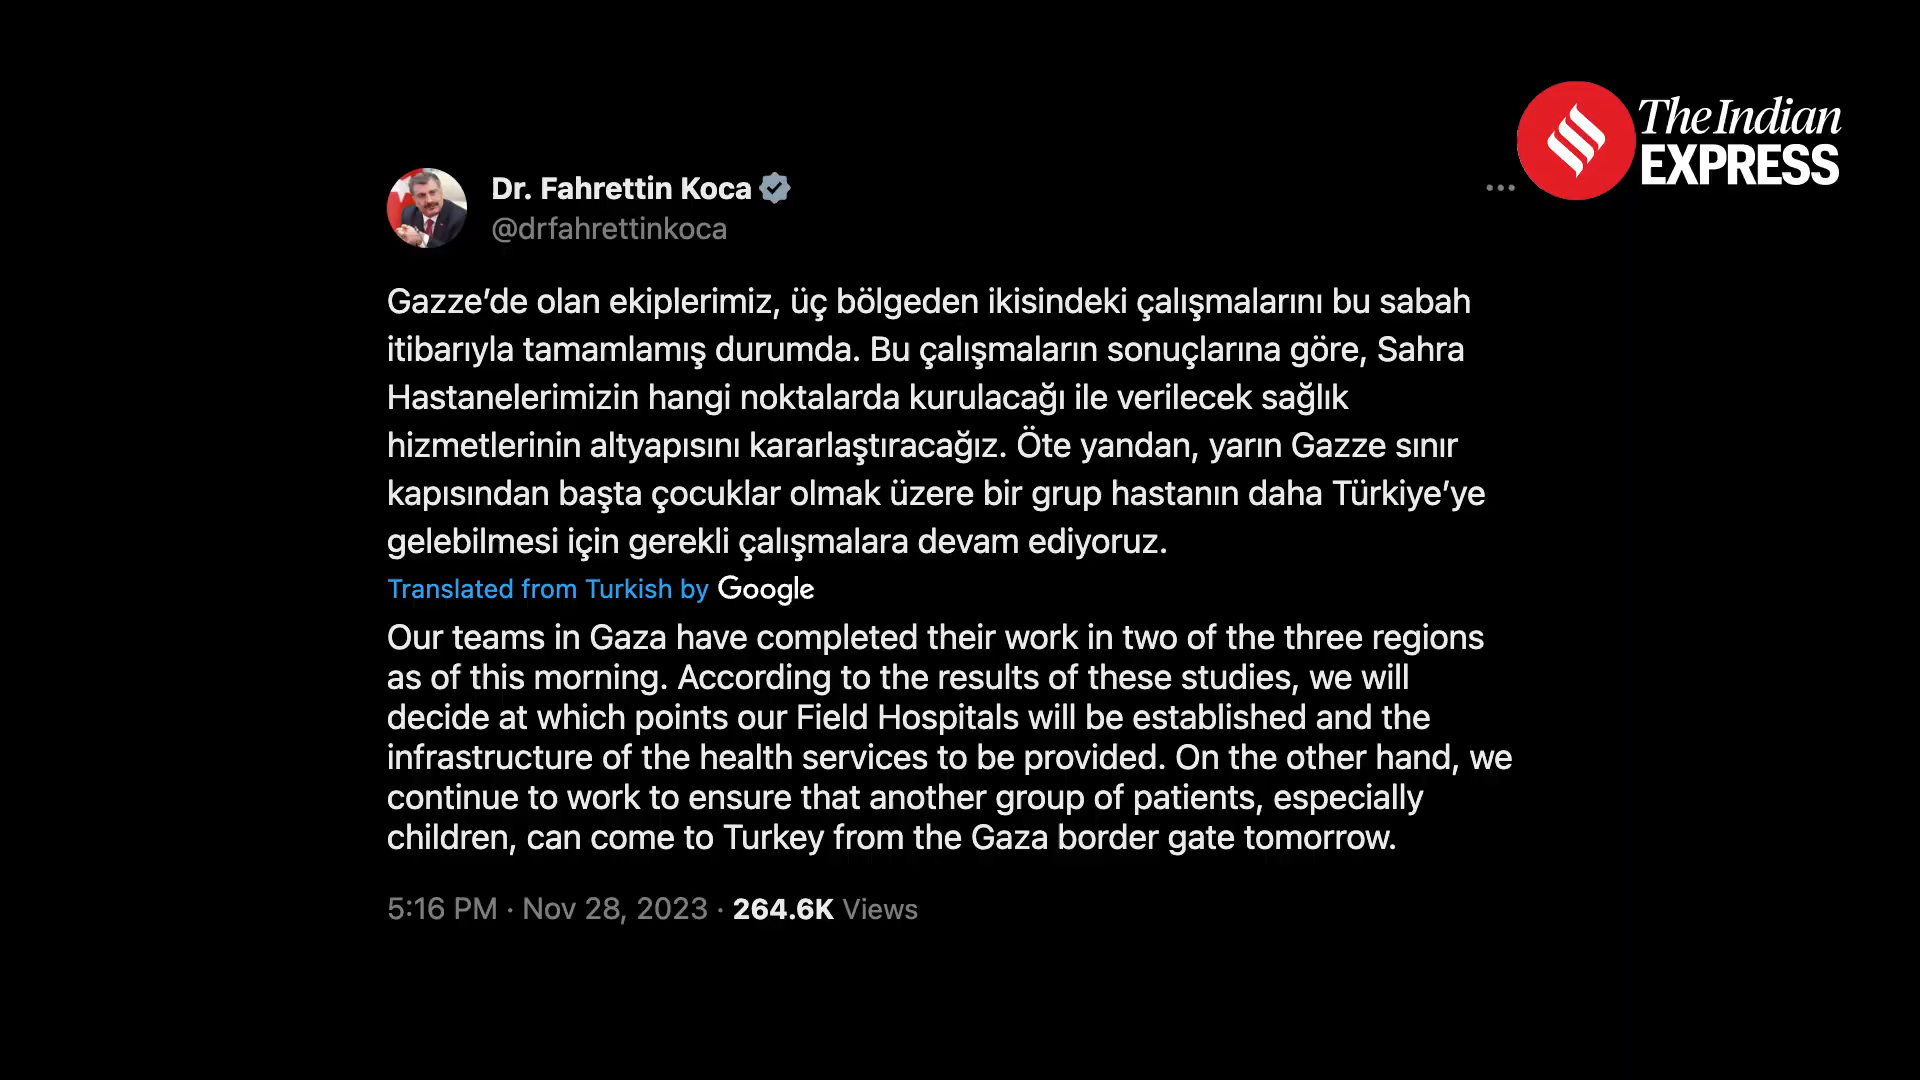 The Indian
EXPRESS
Dr. Fahrettin Koca
@drfahrettinkoca
Gazze’de olan ekiplerimiz, üç bölgeden ikisindeki çalışmalarını bu sabah
itibarıyla tamamlamış durumda. Bu çalışmaların sonuçlarına göre, Sahra
Hastanelerimizin hangi noktalarda kurulacağı ile verilecek sağlık
hizmetlerinin altyapısını kararlaştıracağız. Öte yandan, yarın Gazze sınır
kapısından başta çocuklar olmak üzere bir grup hastanın daha Türkiye’ye
gelebilmesi için gerekli çalışmalara devam ediyoruz.
Translated from Turkish by Google
Our teams in Gaza have completed their work in two of the three regions
as of this morning. According to the results of these studies, we will
decide at which points our Field Hospitals will be established and the
infrastructure of the health services to be provided. On the other hand, we
continue to work to ensure that another group of patients, especially
children, can come to Turkey from the Gaza border gate tomorrow.
5:16 PM · Nov 28, 2023 · 264.6K Views